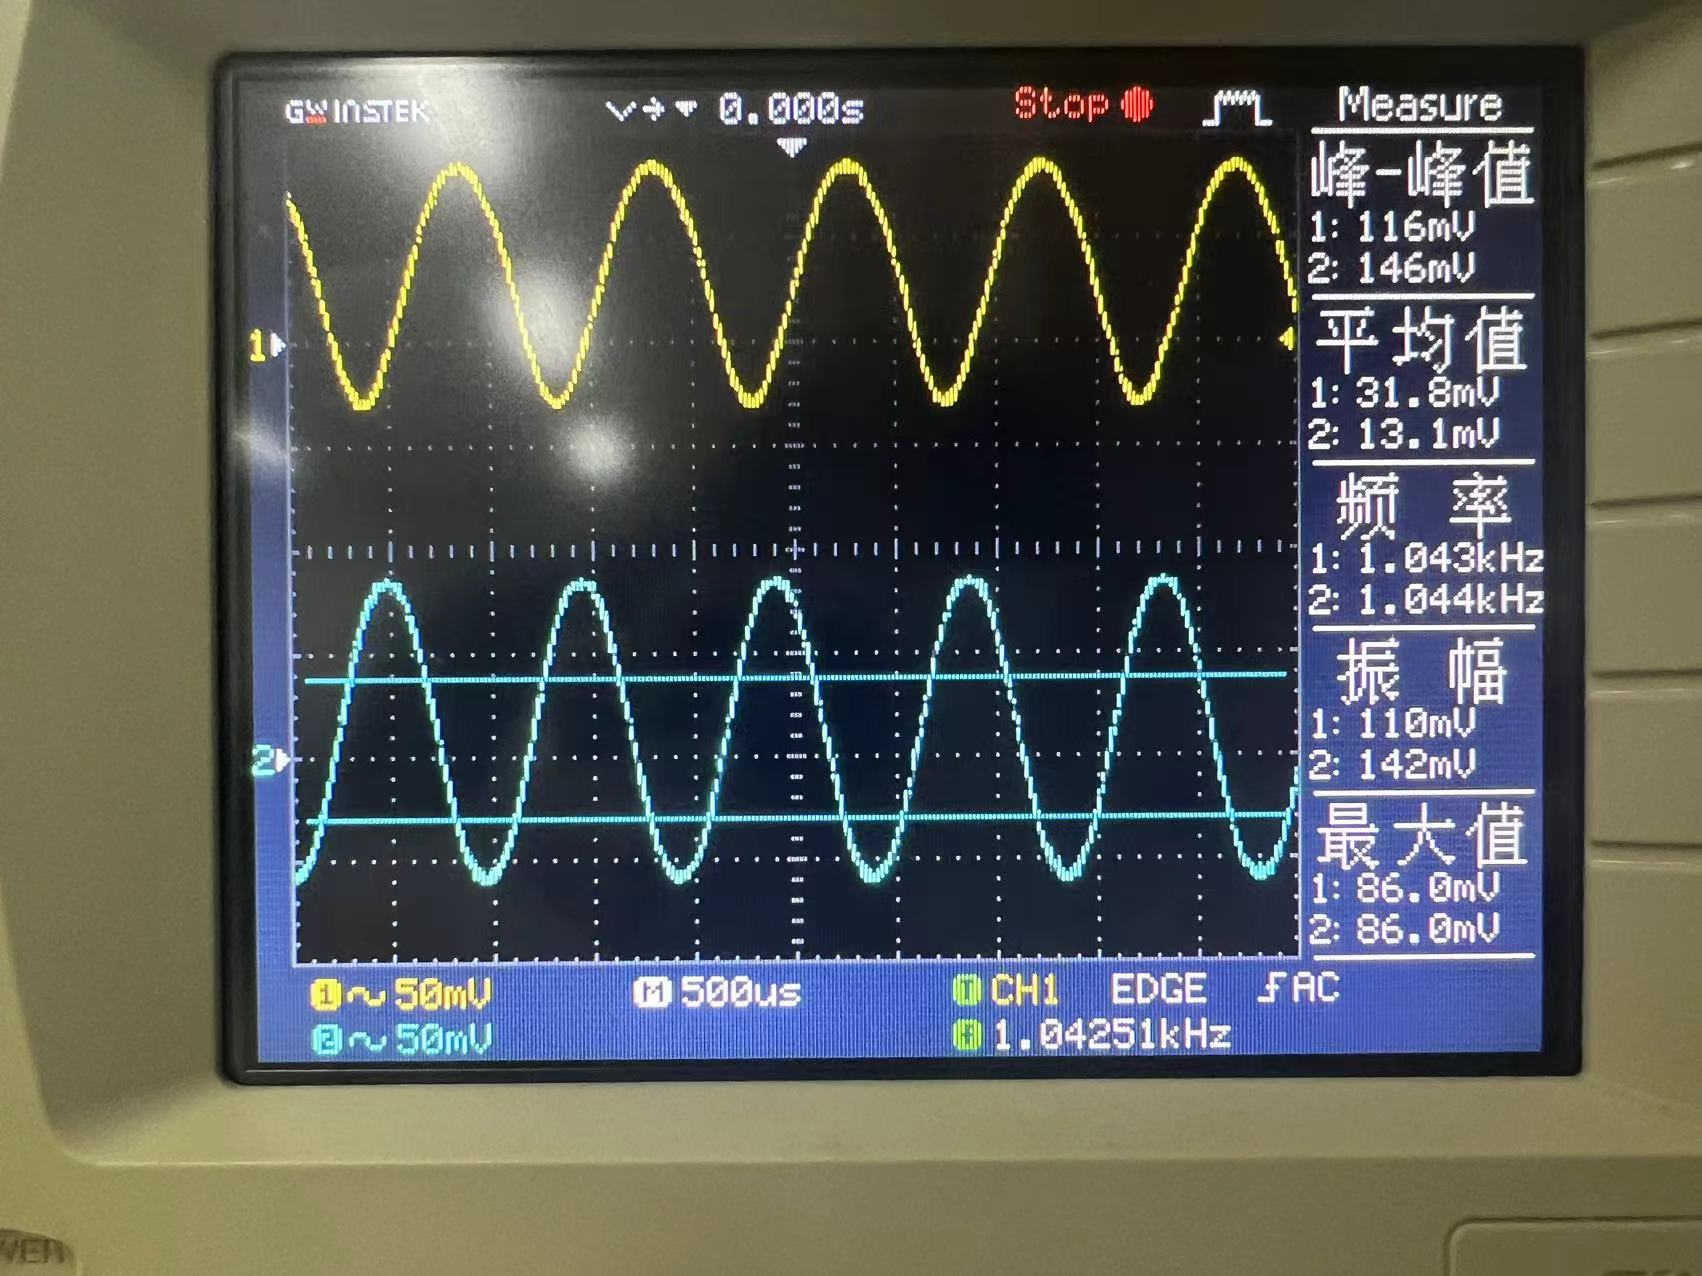 GW INSTEK 0.000s Stop Measure
峰-峰值
1: 116mV
2: 146mV
平均值
1: 31.8mV
2: 13.1mV
频 率
1: 1.043kHz
2: 1.044kHz
振 幅
1: 110mV
2: 142mV
最大值
1: 86.0mV
2: 86.0mV
1
2
1 ~ 50mV M 500us T CH1 EDGE AC
2 ~ 50mV 1.04251kHz